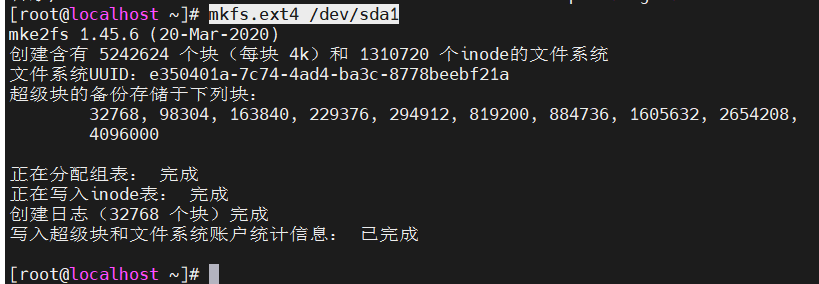 [root@localhost ~]# mkfs.ext4 /dev/sda1
mke2fs 1.45.6 (20-Mar-2020)
创建含有 5242624 个块（每块 4k）和 1310720 个inode的文件系统
文件系统UUID：e350401a-7c74-4ad4-ba3c-8778beebf21a
超级块的备份存储于下列块：
32768, 98304, 163840, 229376, 294912, 819200, 884736, 1605632, 2654208,
4096000
正在分配组表： 完成
正在写入inode表： 完成
创建日志（32768 个块）完成
写入超级块和文件系统账户统计信息： 已完成
[root@localhost ~]#